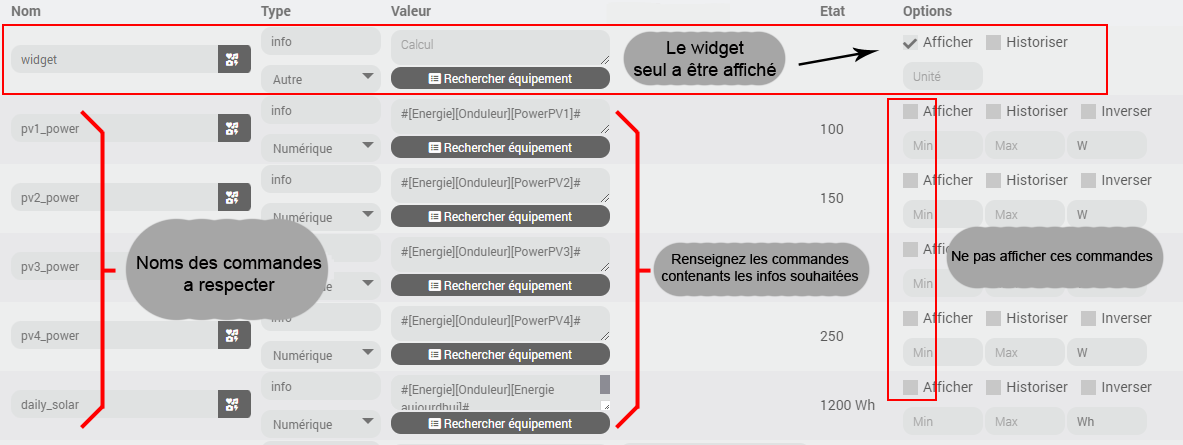 Nom Type Valeur Etat Options
widget
info
Autre
Calcul
Rechercher équipement
Le widget
seul a être affiché
Afficher Historiser
Unité
pv1_power
info
Numérique
#[Energie][Onduleur][PowerPV1]#
Rechercher équipement
100
Afficher Historiser Inverser
Min Max W
pv2_power
info
Numérique
#[Energie][Onduleur][PowerPV2]#
Rechercher équipement
150
Afficher Historiser Inverser
Min Max W
pv3_power
#[Energie][Onduleur][PowerPV3]#
Rechercher équipement
Noms des commandes
a respecter
Renseignez les commandes
contenants les infos souhaitées
Ne pas afficher ces commandes
pv4_power
info
Numérique
#[Energie][Onduleur][PowerPV4]#
Rechercher équipement
250
Afficher Historiser Inverser
Min Max W
daily_solar
info
Numérique
#[Energie][Onduleur][Energie
aujourdhui]#
Rechercher équipement
1200 Wh
Afficher Historiser Inverser
Min Max Wh